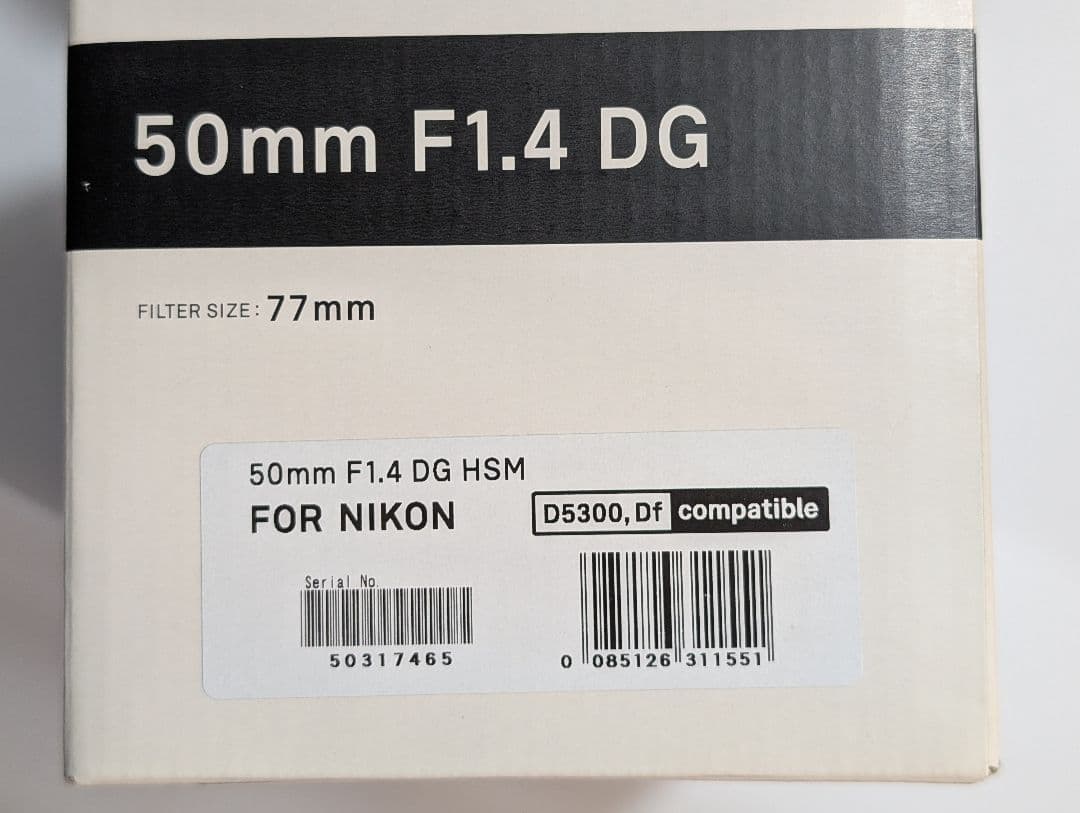 50mm F1.4 DG
FILTER SIZE: 77mm
50mm F1.4 DG HSM
FOR NIKON
D5300, Df compatible
Serial No.
50317465
0 085126 311551